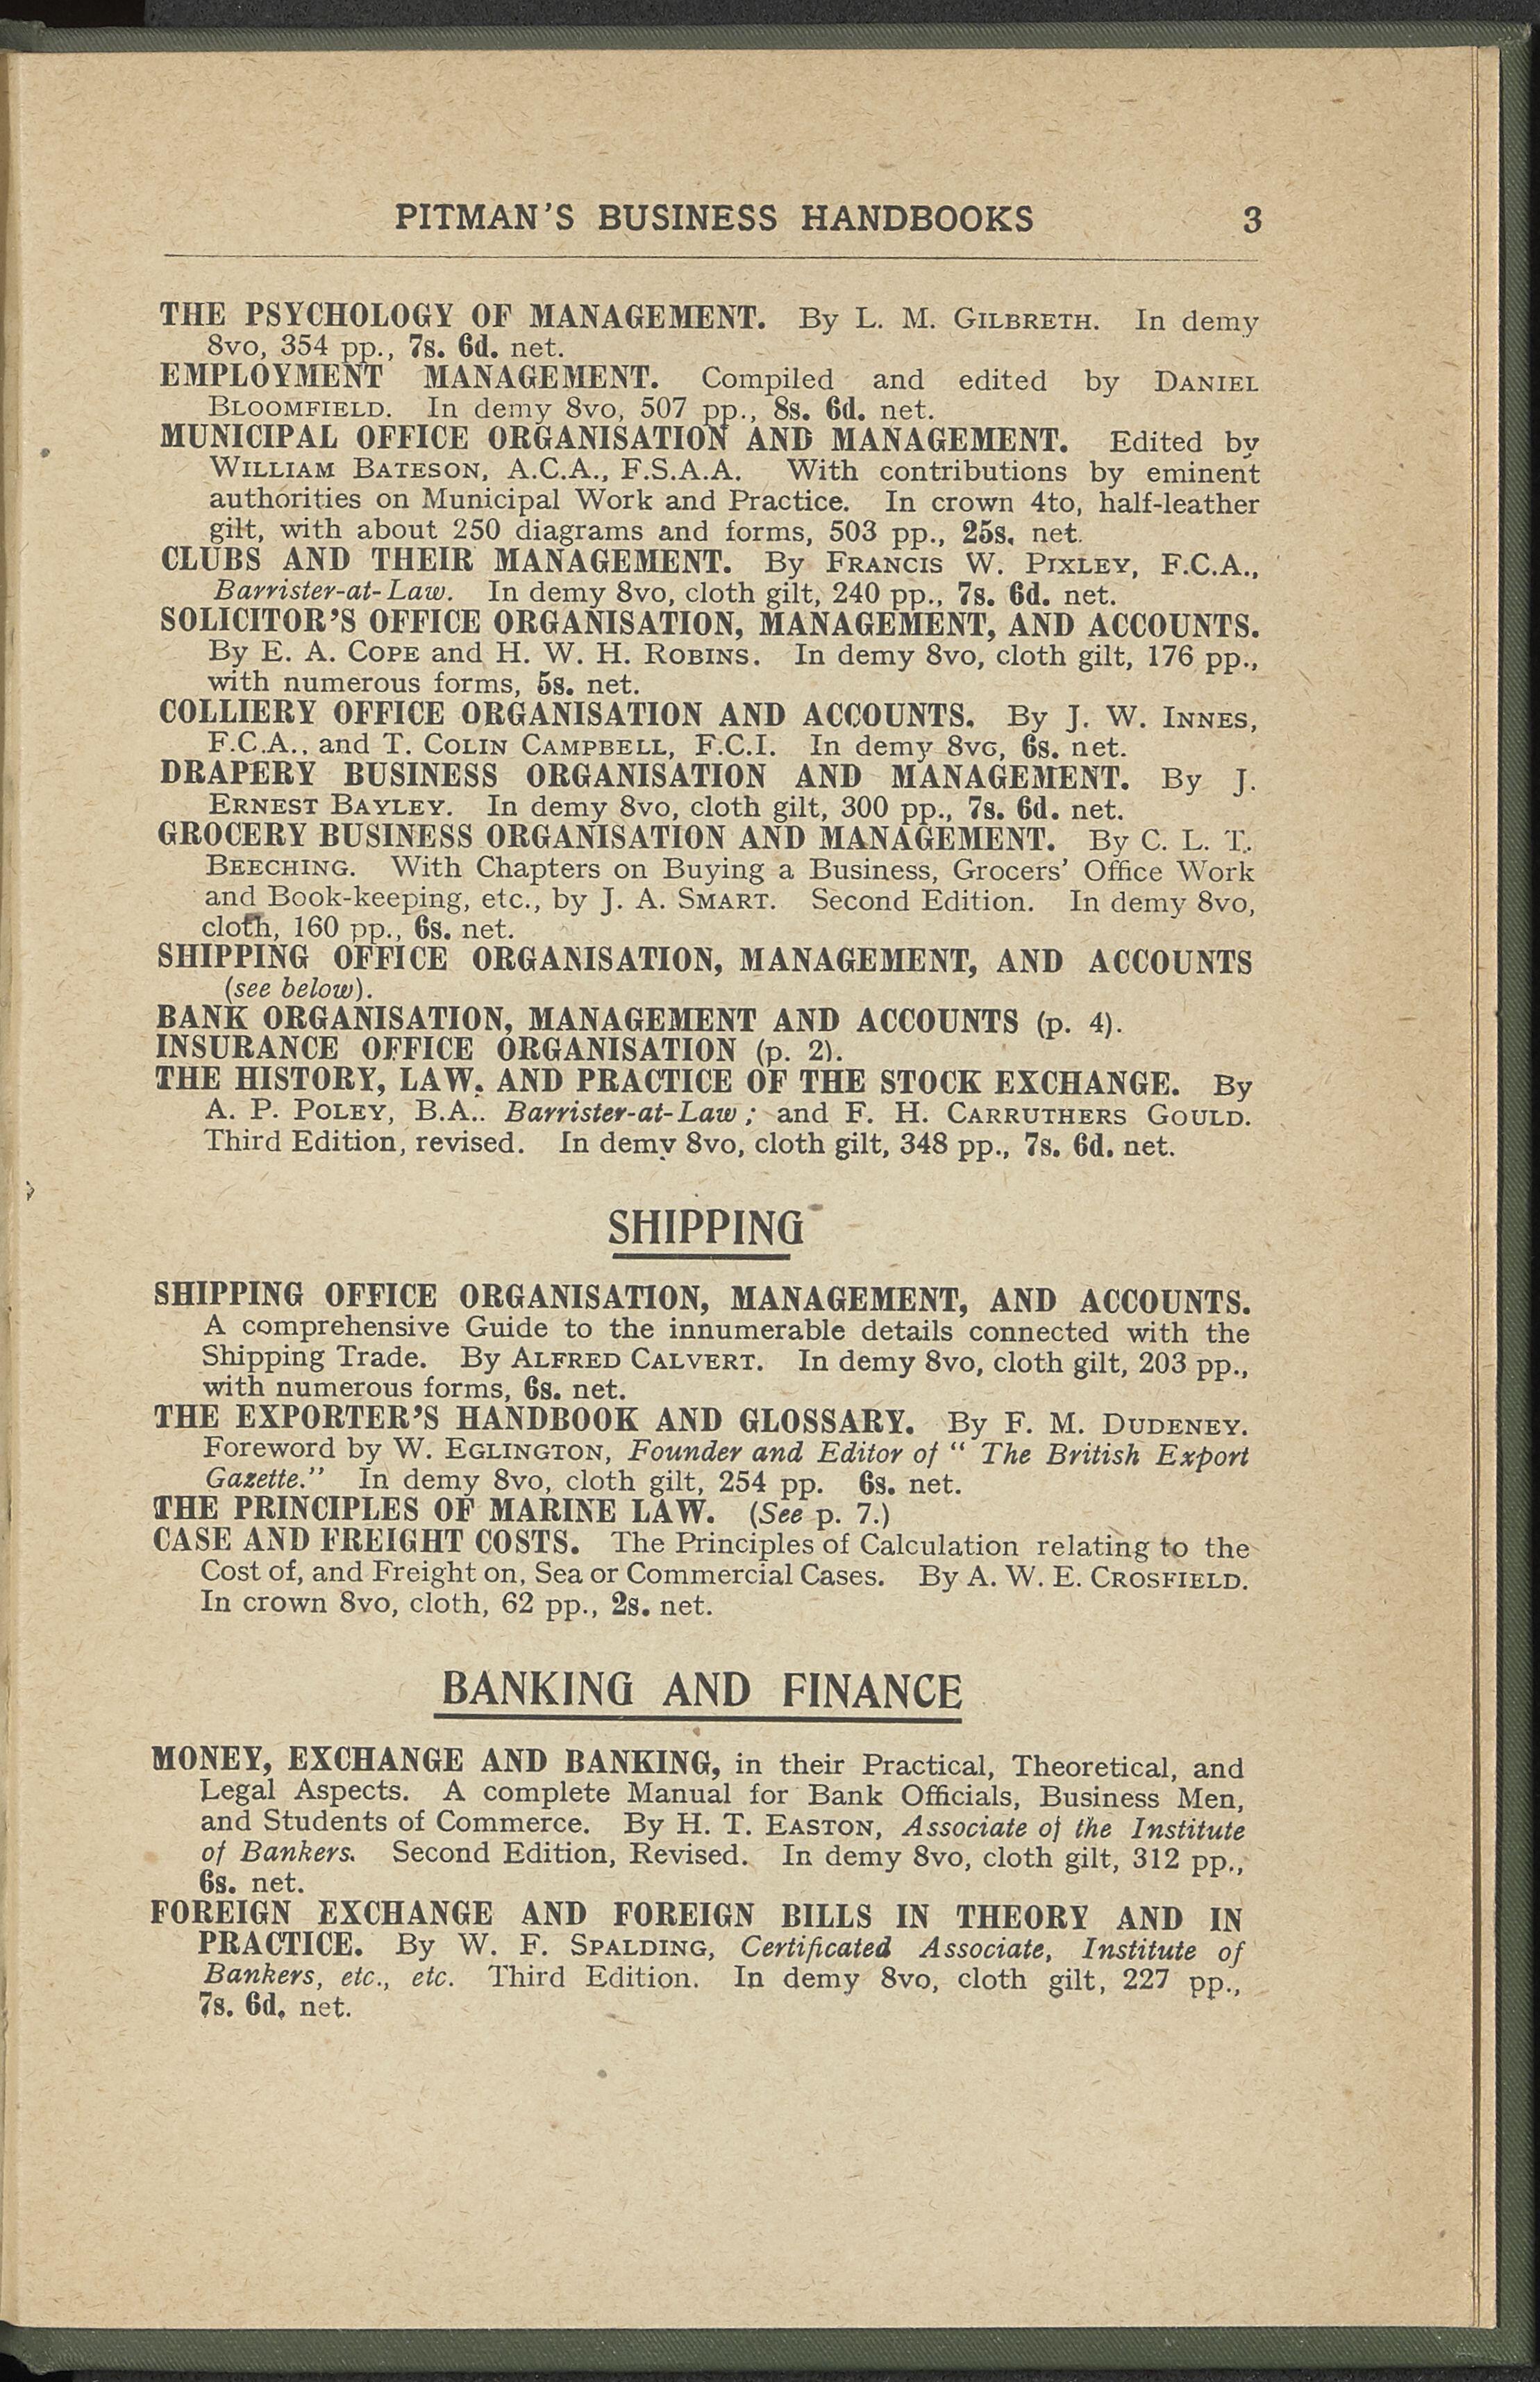 PITMAN'S BUSINESS HANDBOOKS 3
THE PSYCHOLOGY OF MANAGEMENT. By L. M. GILBRETH. In demy
8vo, 354 pp., 7s. 6d. net.
EMPLOYMENT MANAGEMENT. Compiled and edited by DANIEL
BLOOMFIELD. In demy 8vo, 507 pp., 8s. 6d. net.
MUNICIPAL OFFICE ORGANISATION AND MANAGEMENT. Edited by
WILLIAM BATESON, A.C.A., F.S.A.A. With contributions by eminent
authorities on Municipal Work and Practice. In crown 4to, half-leather
gilt, with about 250 diagrams and forms, 503 pp., 25s. net.
CLUBS AND THEIR MANAGEMENT. By FRANCIS W. PIXLEY, F.C.A.,
Barrister-at-Law. In demy 8vo, cloth gilt, 240 pp., 7s. 6d. net.
SOLICITOR'S OFFICE ORGANISATION, MANAGEMENT, AND ACCOUNTS.
By E. A. COPE and H. W. H. ROBINS. In demy 8vo, cloth gilt, 176 pp.,
with numerous forms, 5s. net.
COLLIERY OFFICE ORGANISATION AND ACCOUNTS. By J. W. INNES,
F.C.A., and T. COLIN CAMPBELL, F.C.I. In demy 8vo, 6s. net.
DRAPERY BUSINESS ORGANISATION AND MANAGEMENT. By J.
ERNEST BAYLEY. In demy 8vo, cloth gilt, 300 pp., 7s. 6d. net.
GROCERY BUSINESS ORGANISATION AND MANAGEMENT. By C. L. T.
BEECHING. With Chapters on Buying a Business, Grocers' Office Work
and Book-keeping, etc., by J. A. SMART. Second Edition. In demy 8vo,
cloth, 160 pp., 6s. net.
SHIPPING OFFICE ORGANISATION, MANAGEMENT, AND ACCOUNTS
(see below).
BANK ORGANISATION, MANAGEMENT AND ACCOUNTS (p. 4).
INSURANCE OFFICE ORGANISATION (p. 2).
THE HISTORY, LAW, AND PRACTICE OF THE STOCK EXCHANGE. By
A. P. POLEY, B.A., Barrister-at-Law; and F. H. CARRUTHERS GOULD.
Third Edition, revised. In demy 8vo, cloth gilt, 348 pp., 7s. 6d. net.
SHIPPING
SHIPPING OFFICE ORGANISATION, MANAGEMENT, AND ACCOUNTS.
A comprehensive Guide to the innumerable details connected with the
Shipping Trade. By ALFRED CALVERT. In demy 8vo, cloth gilt, 203 pp.,
with numerous forms, 6s. net.
THE EXPORTER'S HANDBOOK AND GLOSSARY. By F. M. DUDENEY.
Foreword by W. EGLINGTON, Founder and Editor of "The British Export
Gazette." In demy 8vo, cloth gilt, 254 pp. 6s. net.
THE PRINCIPLES OF MARINE LAW. (See p. 7.)
CASE AND FREIGHT COSTS. The Principles of Calculation relating to the
Cost of, and Freight on, Sea or Commercial Cases. By A. W. E. CROSFIELD.
In crown 8vo, cloth, 62 pp., 2s. net.
BANKING AND FINANCE
MONEY, EXCHANGE AND BANKING, in their Practical, Theoretical, and
Legal Aspects. A complete Manual for Bank Officials, Business Men,
and Students of Commerce. By H. T. EASTON, Associate of the Institute
of Bankers. Second Edition, Revised. In demy 8vo, cloth gilt, 312 pp.,
6s. net.
FOREIGN EXCHANGE AND FOREIGN BILLS IN THEORY AND IN
PRACTICE. By W. F. SPALDING, Certificated Associate, Institute of
Bankers, etc., etc. Third Edition. In demy 8vo, cloth gilt, 227 pp.,
7s. 6d. net.